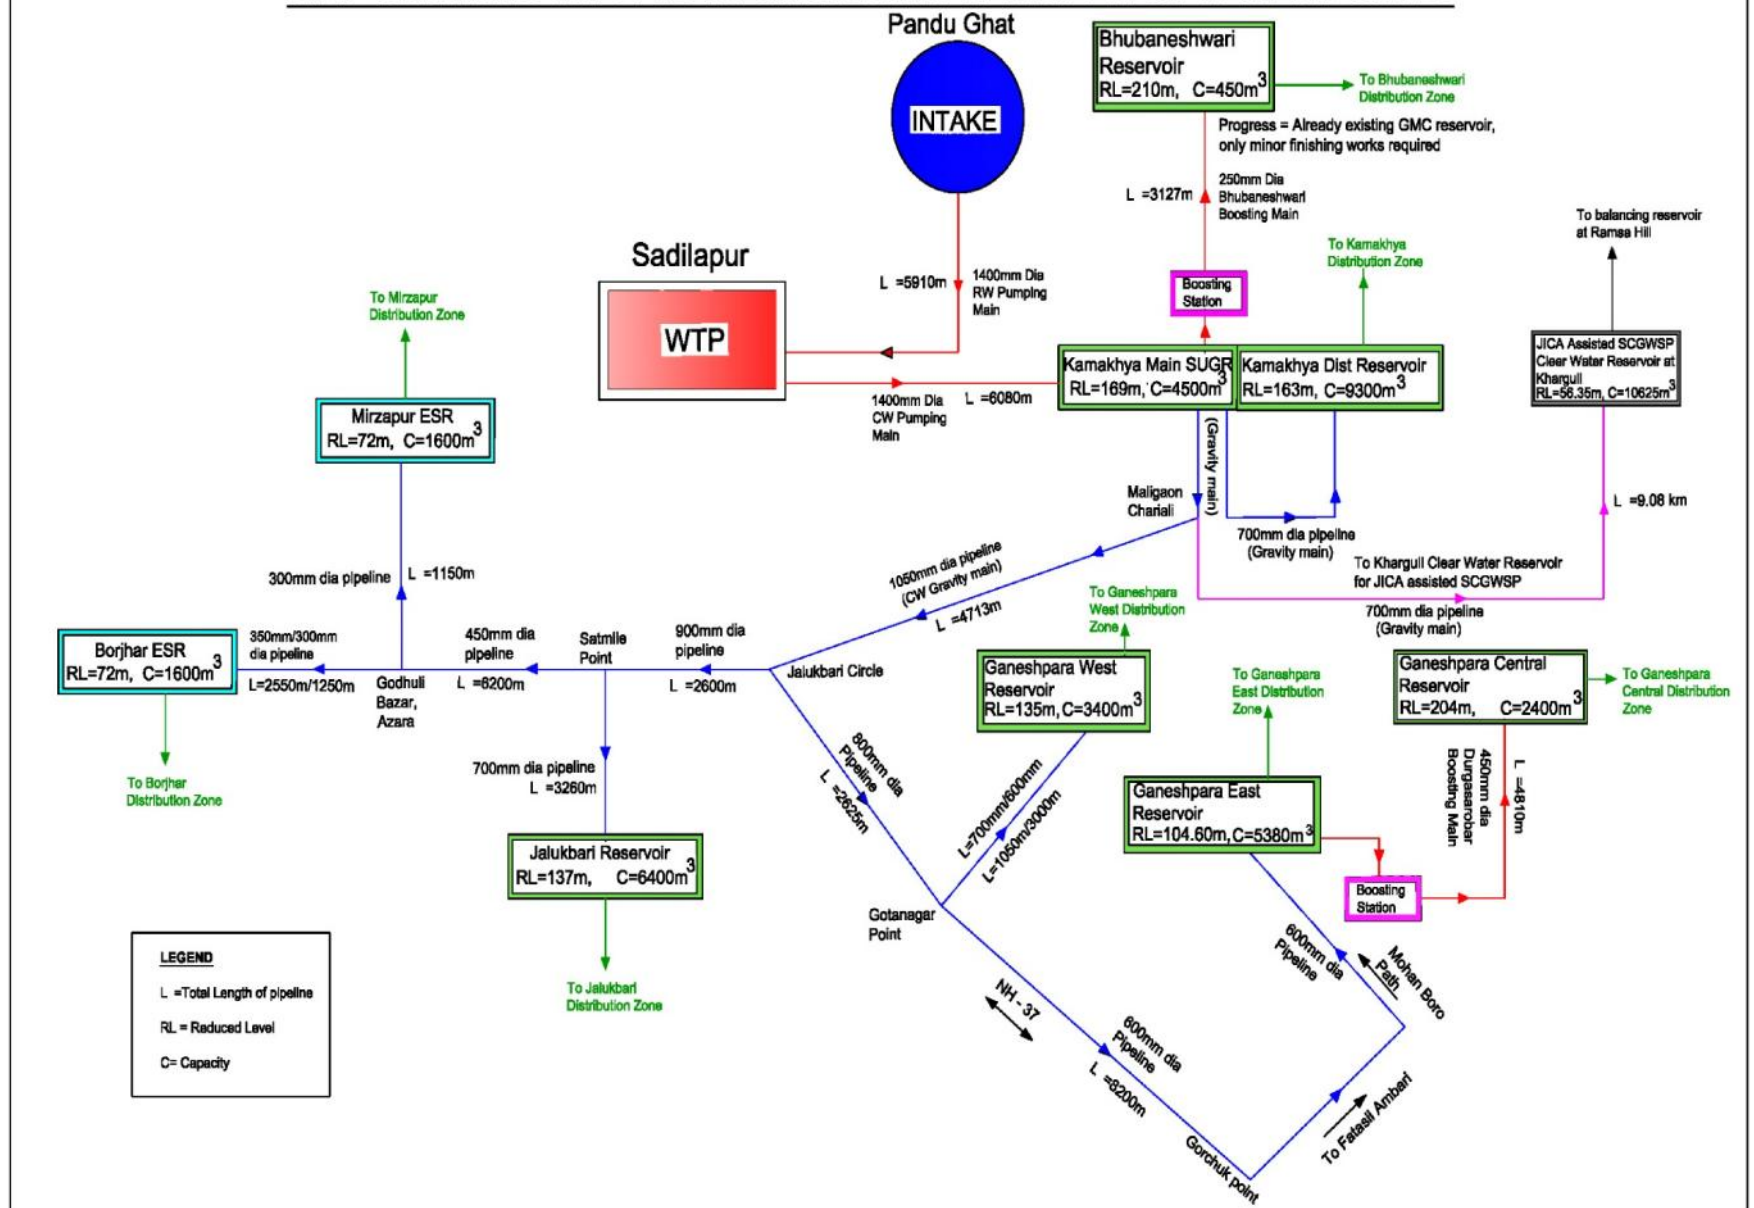 Pandu Ghat
INTAKE
Bhubaneshwari
Reservoir
RL=210m, C=450m³
To Bhubaneshwari
Distribution Zone
Progress = Already existing GMC reservoir,
only minor finishing works required
L =3127m
250mm Dia
Bhubaneshwari
Boosting Main
To balancing reservoir
at Ramsa Hill
Sadilapur
WTP
L =5910m
1400mm Dia
RW Pumping
Main
Boosting
Station
To Kamakhya
Distribution Zone
To Mirzapur
Distribution Zone
1400mm Dia
CW Pumping
Main
L =6080m
Kamakhya Main SUGR
RL=169m, C=4500m³
Kamakhya Dist Reservoir
RL=163m, C=9300m³
JICA Assisted SCGWSP
Clear Water Reservoir at
Kharguli
RL=56.35m, C=10625m³
Mirzapur ESR
RL=72m, C=1600m³
(Gravity main)
Maligaon
Chariali
700mm dia pipeline
(Gravity main)
L =9.08 km
To Kharguli Clear Water Reservoir
for JICA assisted SCGWSP
700mm dia pipeline
(Gravity main)
1050mm dia pipeline
(CW Gravity main)
L =4713m
300mm dia pipeline
L =1150m
To Ganeshpara
West Distribution
Zone
Borjhar ESR
RL=72m, C=1600m³
350mm/300mm
dia pipeline
L=2550m/1250m
Godhuli
Bazar,
Azara
450mm dia
pipeline
L =6200m
Satmile
Point
900mm dia
pipeline
L =2600m
Jalukbari Circle
Ganeshpara West
Reservoir
RL=135m, C=3400m³
To Ganeshpara
East Distribution
Zone
Ganeshpara Central
Reservoir
RL=204m, C=2400m³
To Ganeshpara
Central Distribution
Zone
To Borjhar
Distribution Zone
700mm dia pipeline
L =3260m
800mm dia
Pipeline
L =2625m
L=700mm/600mm
L=1050m/3000m
Ganeshpara East
Reservoir
RL=104.60m, C=5380m³
450mm dia
Durgasarobar
Boosting Main
L =4810m
Boosting
Station
Jalukbari Reservoir
RL=137m, C=6400m³
Gotanagar
Point
To Jalukbari
Distribution Zone
600mm dia
Pipeline
Mohan Boro
Path
NH - 37
600mm dia
Pipeline
L =8200m
To Fatasil Ambari
Gorchuk point
LEGEND
L =Total Length of pipeline
RL = Reduced Level
C= Capacity